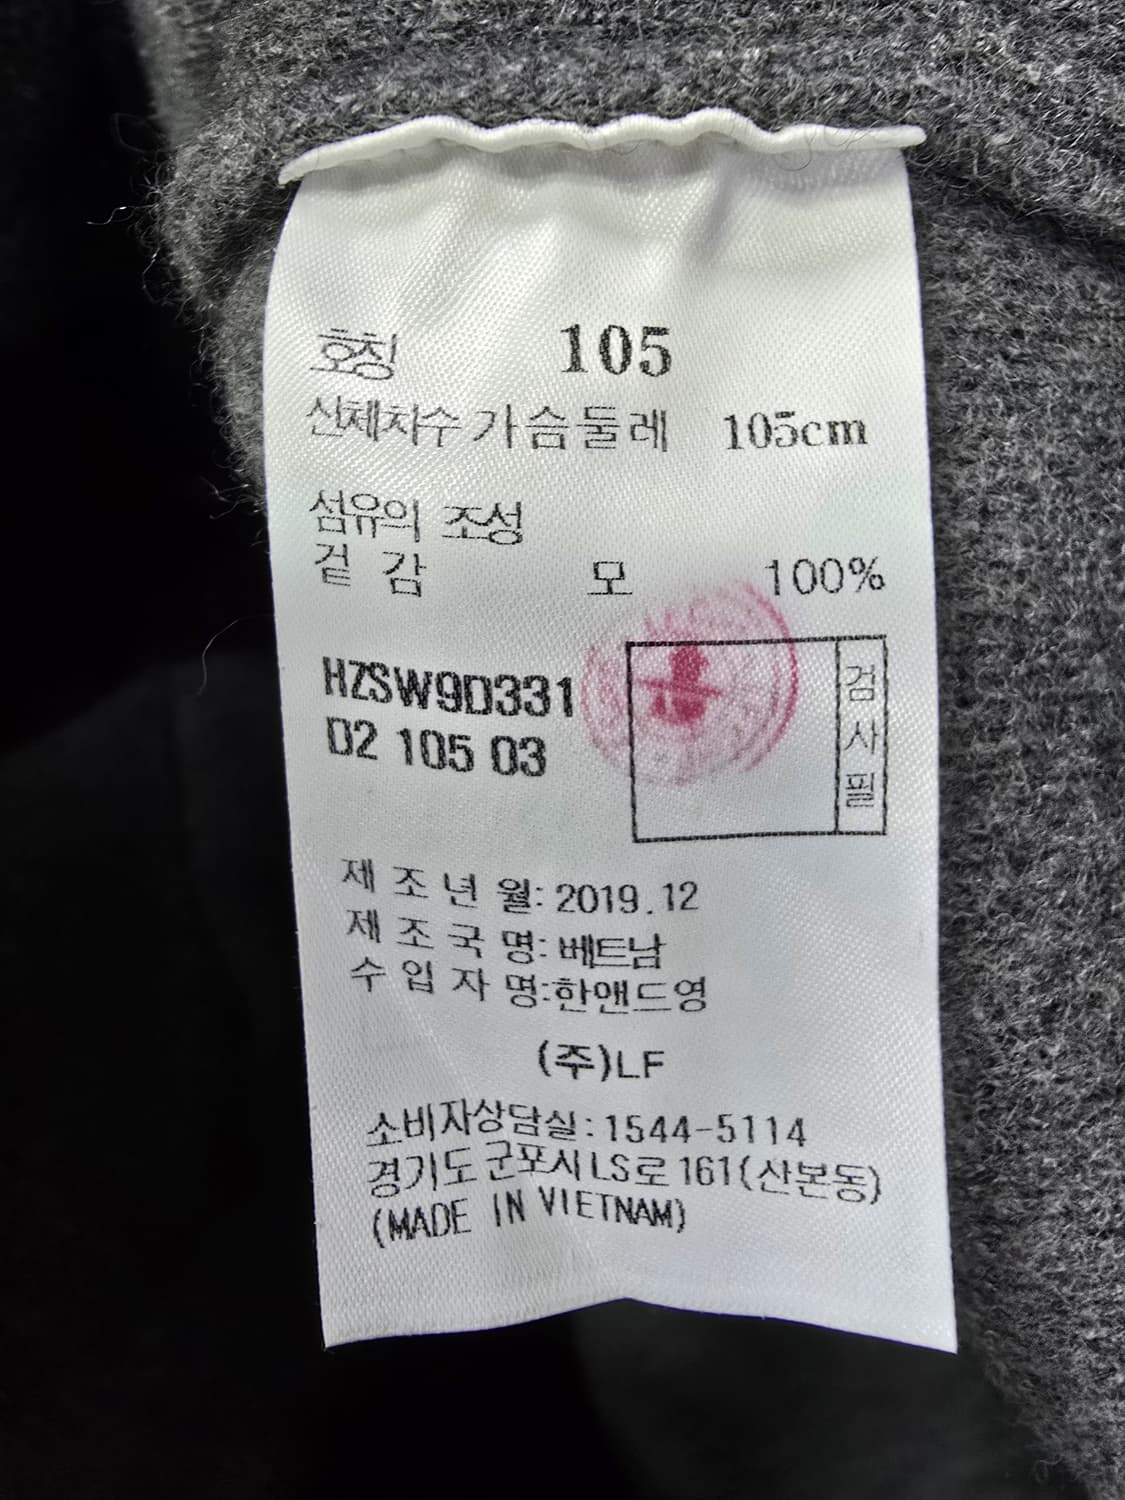 호칭 105
신체치수 가슴둘레 105cm
섬유의 조성
겉 감 모 100%
HZSW9D331
D2 105 03
검사필
제 조 년 월: 2019.12
제 조 국 명: 베트남
수 입 자 명:한앤드영
(주)LF
소비자상담실:1544-5114
경기도 군포시 LS로 161(산본동)
(MADE IN VIETNAM)